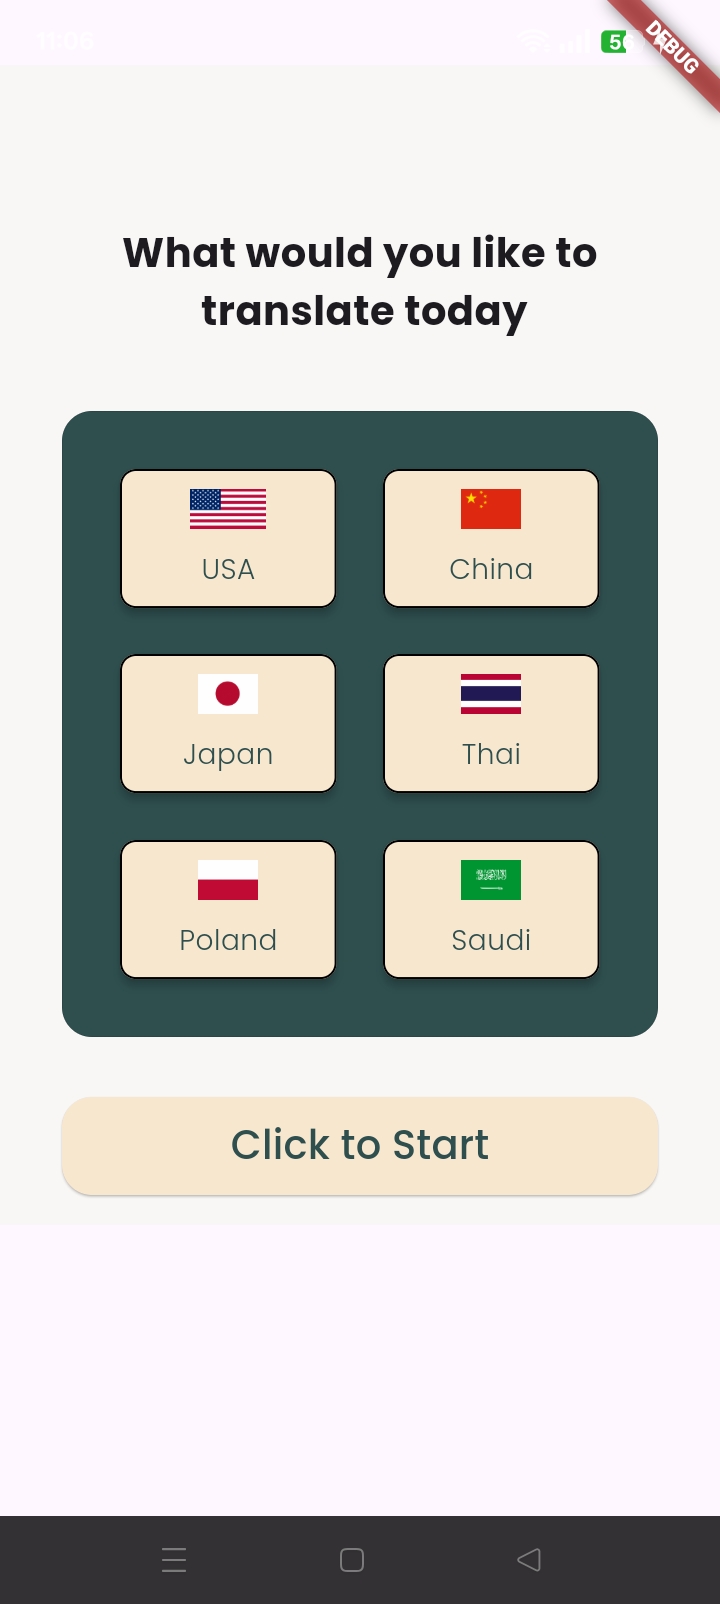 11:06
56
DEBUG
What would you like to
translate today
USA
China
Japan
Thai
Poland
Saudi
Click to Start